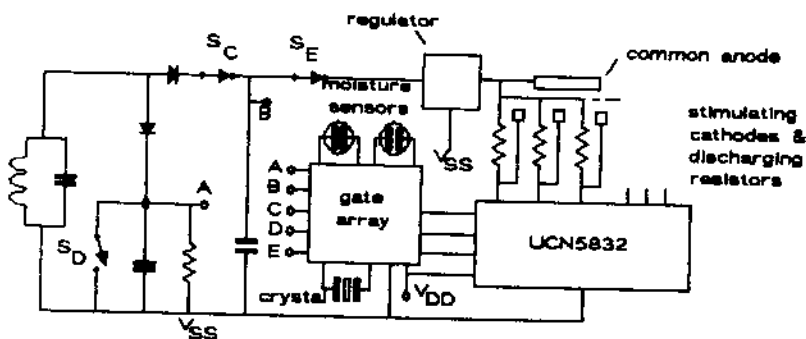 regulator
S C
S E
common anode
moisture
sensors
B
V SS
stimulating
cathodes &
discharging
resistors
A
A
B
C
D
E
gate
array
UCN5832
S D
crystal
V DD
V SS